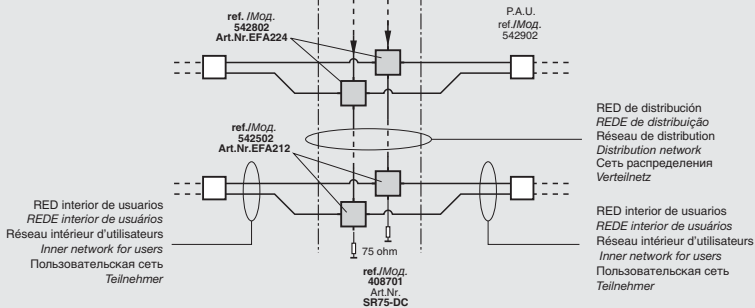 ref. /Мод.
542802
Art.Nr.EFA224
P.A.U.
ref./Мод.
542902
ref./Мод.
542502
Art.Nr.EFA212
RED de distribución
REDE de distribuição
Réseau de distribution
Distribution network
Сеть распределения
Verteilnetz
RED interior de usuarios
REDE interior de usuários
Réseau intérieur d'utilisateurs
Inner network for users
Пользовательская сеть
Teilnehmer
75 ohm
ref./Мод.
408701
Art.Nr.
SR75-DC
RED interior de usuarios
REDE interior de usuários
Réseau intérieur d'utilisateurs
Inner network for users
Пользовательская сеть
Teilnehmer